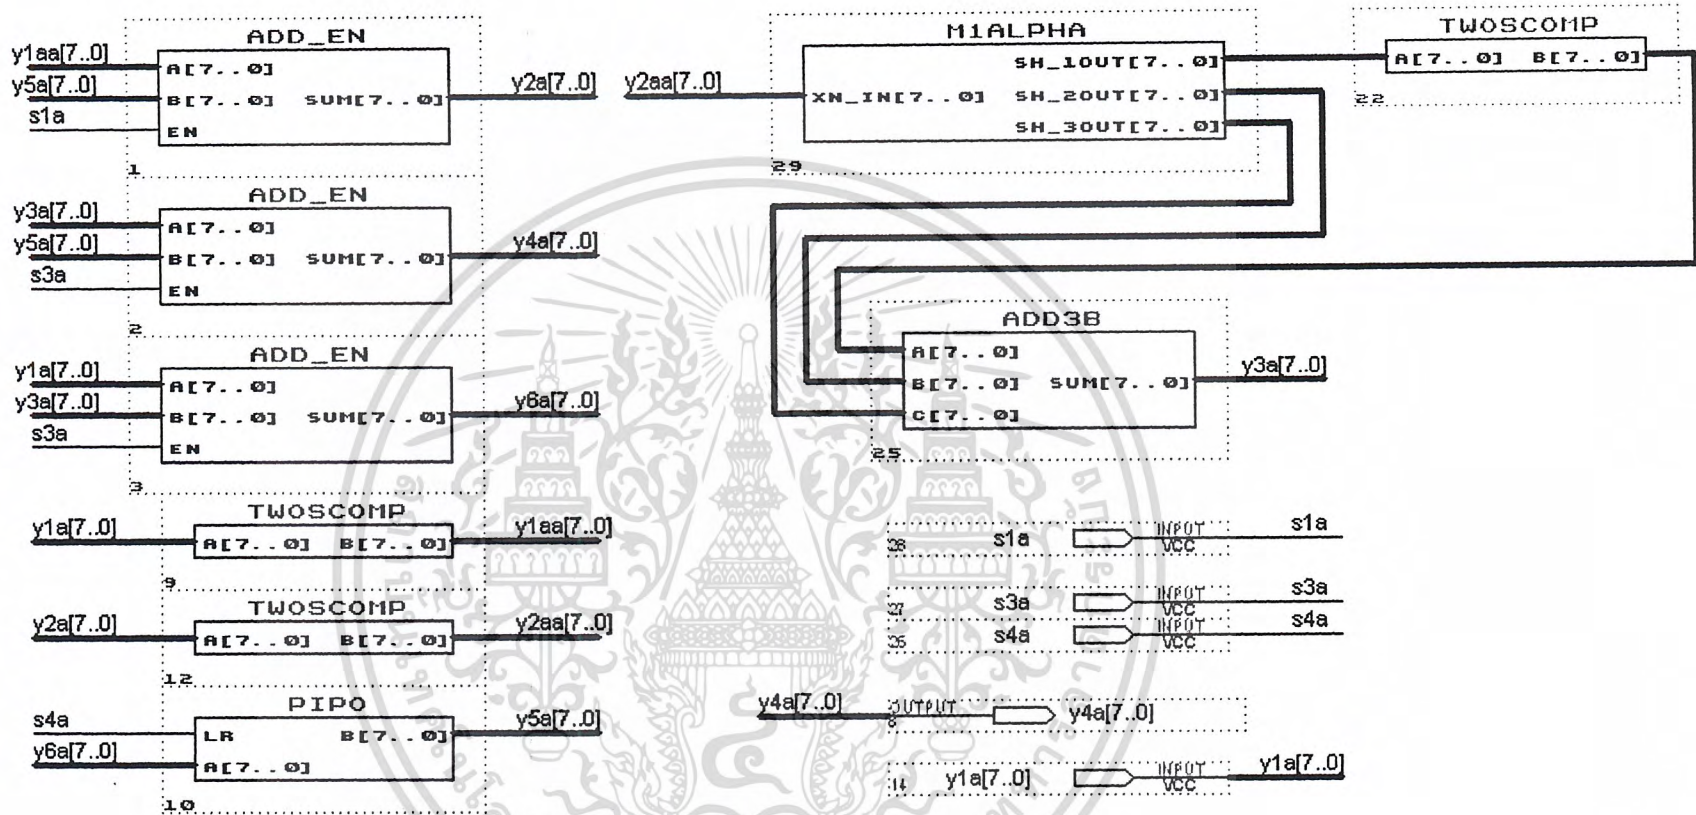 ADD_EN
y1aa[7..0]
A[7..0]
y5a[7..0]
B[7..0] SUM[7..0]
y2a[7..0]
s1a
EN
1
ADD_EN
y3a[7..0]
A[7..0]
y5a[7..0]
B[7..0] SUM[7..0]
y4a[7..0]
s3a
EN
2
ADD_EN
y1a[7..0]
A[7..0]
y3a[7..0]
B[7..0] SUM[7..0]
y6a[7..0]
s3a
EN
3
TWOSCOMP
y1a[7..0]
A[7..0] B[7..0]
y1aa[7..0]
9
TWOSCOMP
y2a[7..0]
A[7..0] B[7..0]
y2aa[7..0]
12
PIPO
s4a
LR B[7..0]
y5a[7..0]
y6a[7..0]
A[7..0]
10
M1ALPHA
y2aa[7..0]
SH_1OUT[7..0]
XN_IN[7..0] SH_2OUT[7..0]
SH_3OUT[7..0]
29
TWOSCOMP
A[7..0] B[7..0]
22
ADD3B
A[7..0]
B[7..0] SUM[7..0]
y3a[7..0]
C[7..0]
25
s1a INPUT s1a
VCC
s3a INPUT s3a
VCC
s4a INPUT s4a
VCC
y4a[7..0] OUTPUT y4a[7..0]
14 y1a[7..0] INPUT y1a[7..0]
VCC